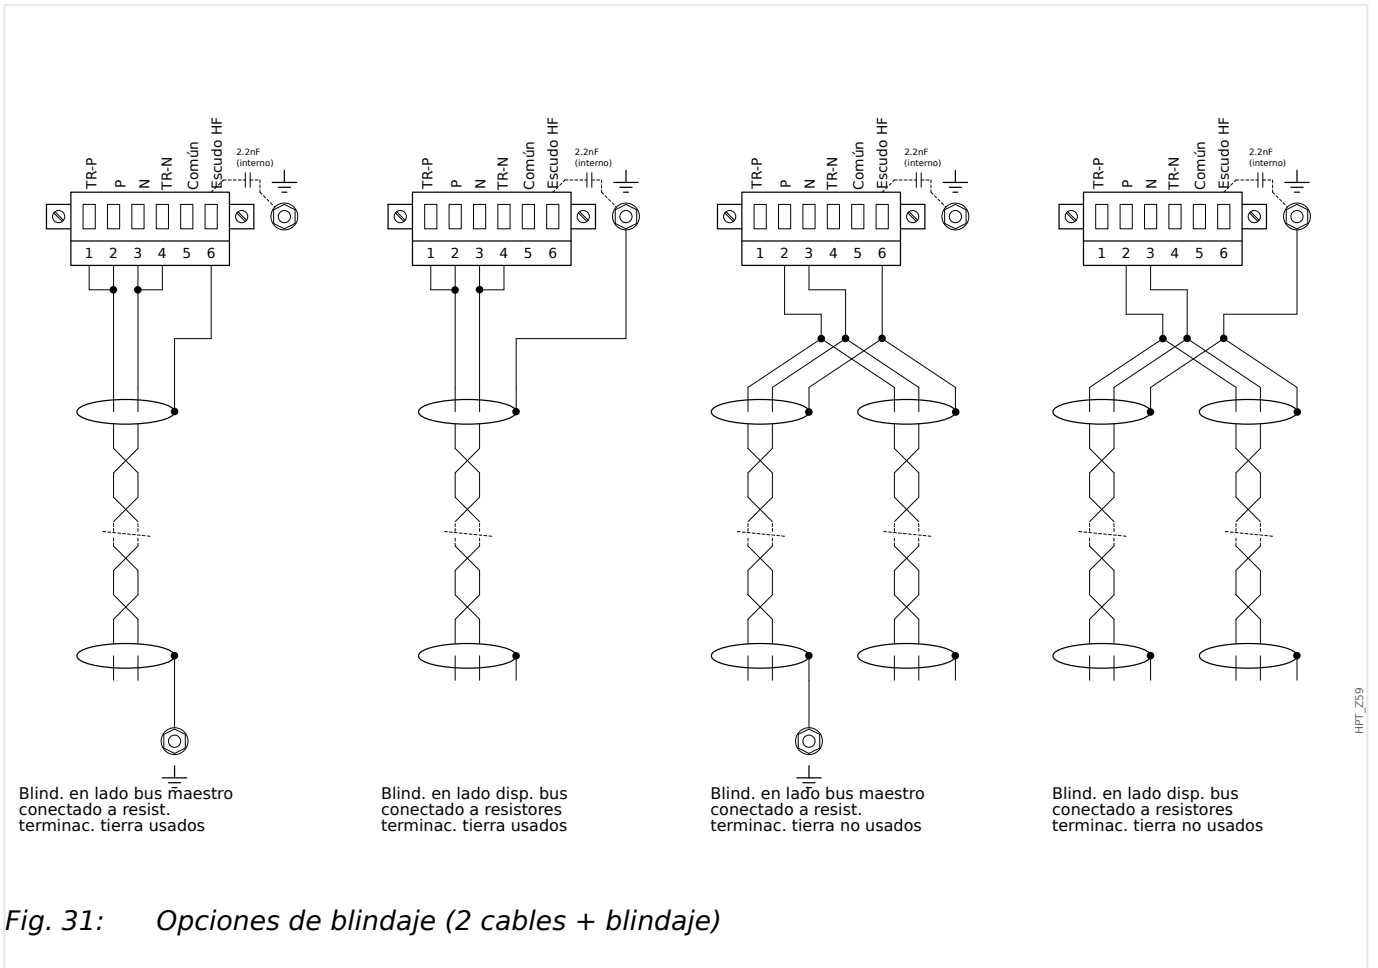 TR-P
P
N
TR-N
Común
Escudo HF
2.2nF
(interno)
1 2 3 4 5 6
Blind. en lado bus maestro
conectado a resist.
terminac. tierra usados
TR-P
P
N
TR-N
Común
Escudo HF
2.2nF
(interno)
1 2 3 4 5 6
Blind. en lado disp. bus
conectado a resistores
terminac. tierra usados
TR-P
P
N
TR-N
Común
Escudo HF
2.2nF
(interno)
1 2 3 4 5 6
Blind. en lado bus maestro
conectado a resist.
terminac. tierra no usados
TR-P
P
N
TR-N
Común
Escudo HF
2.2nF
(interno)
1 2 3 4 5 6
Blind. en lado disp. bus
conectado a resistores
terminac. tierra no usados
HPT_Z59
Fig. 31: Opciones de blindaje (2 cables + blindaje)